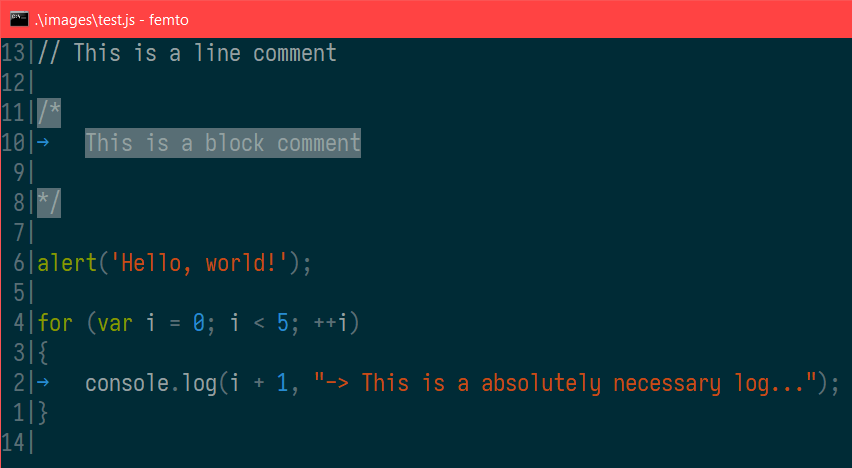 .\images\test.js - femto
13|// This is a line comment
12|
11|/*
10|→   This is a block comment
 9|
 8|*/
 7|
 6|alert('Hello, world!');
 5|
 4|for (var i = 0; i < 5; ++i)
 3|{
 2|→   console.log(i + 1, "-> This is a absolutely necessary log...");
 1|}
14|